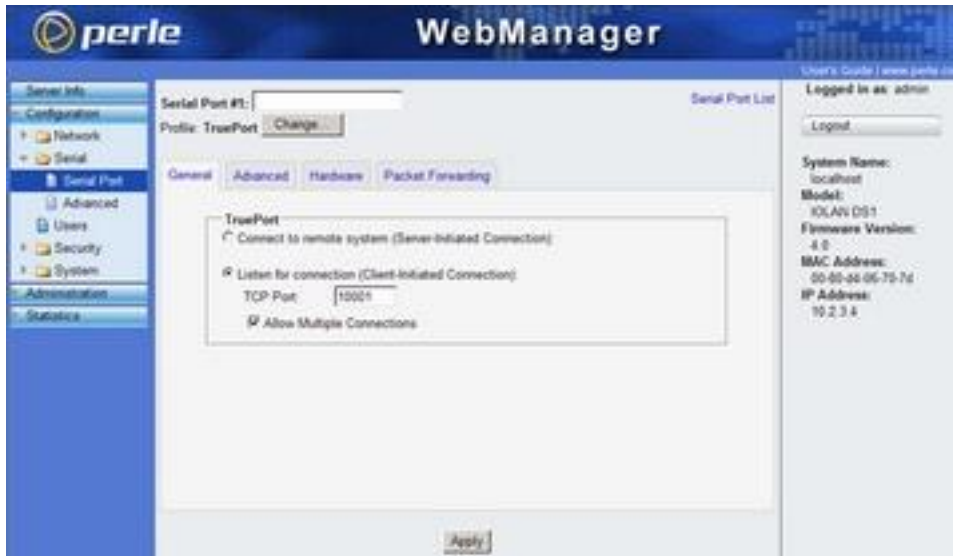 perle
WebManager
User's Guide | www.perle.co
Server Info
Configuration
Network
Serial
Serial Port
Advanced
Users
Security
System
Administration
Statistics
Serial Port #1:
Serial Port List
Profile: TruePort Change...
General Advanced Hardware Packet Forwarding
TruePort
Connect to remote system (Server-Initiated Connection)
Listen for connection (Client-Initiated Connection)
TCP Port: 10001
Allow Multiple Connections
Apply
Logged in as: admin
Logout
System Name:
localhost
Model:
IOLAN DS1
Firmware Version:
4.0
MAC Address:
IP Address:
10.2.3.4